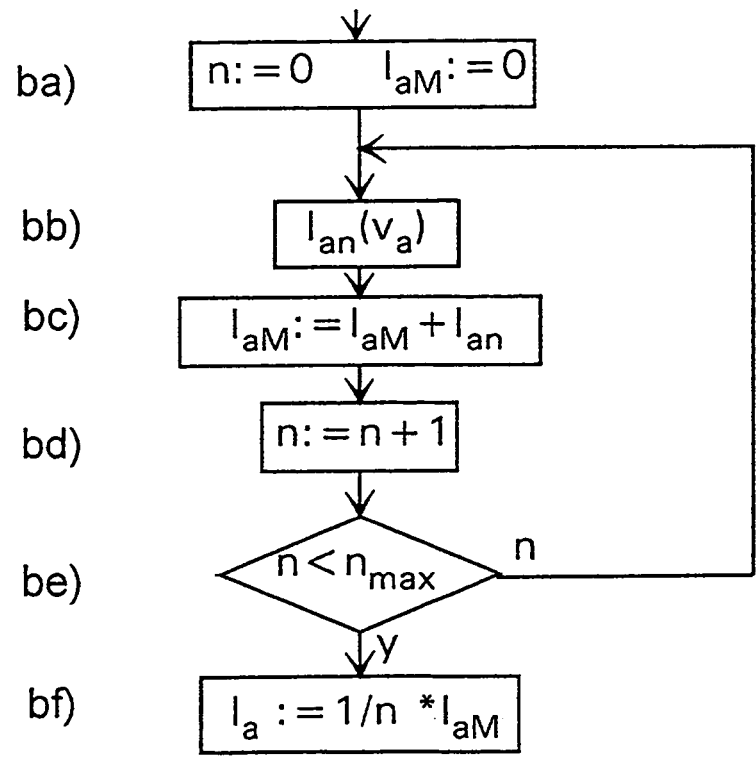 ba) n:=0 I_aM:=0
bb) I_an(v_a)
bc) I_aM:=I_aM+I_an
bd) n:=n+1
be) n<n_max n
y
bf) I_a :=1/n *I_aM